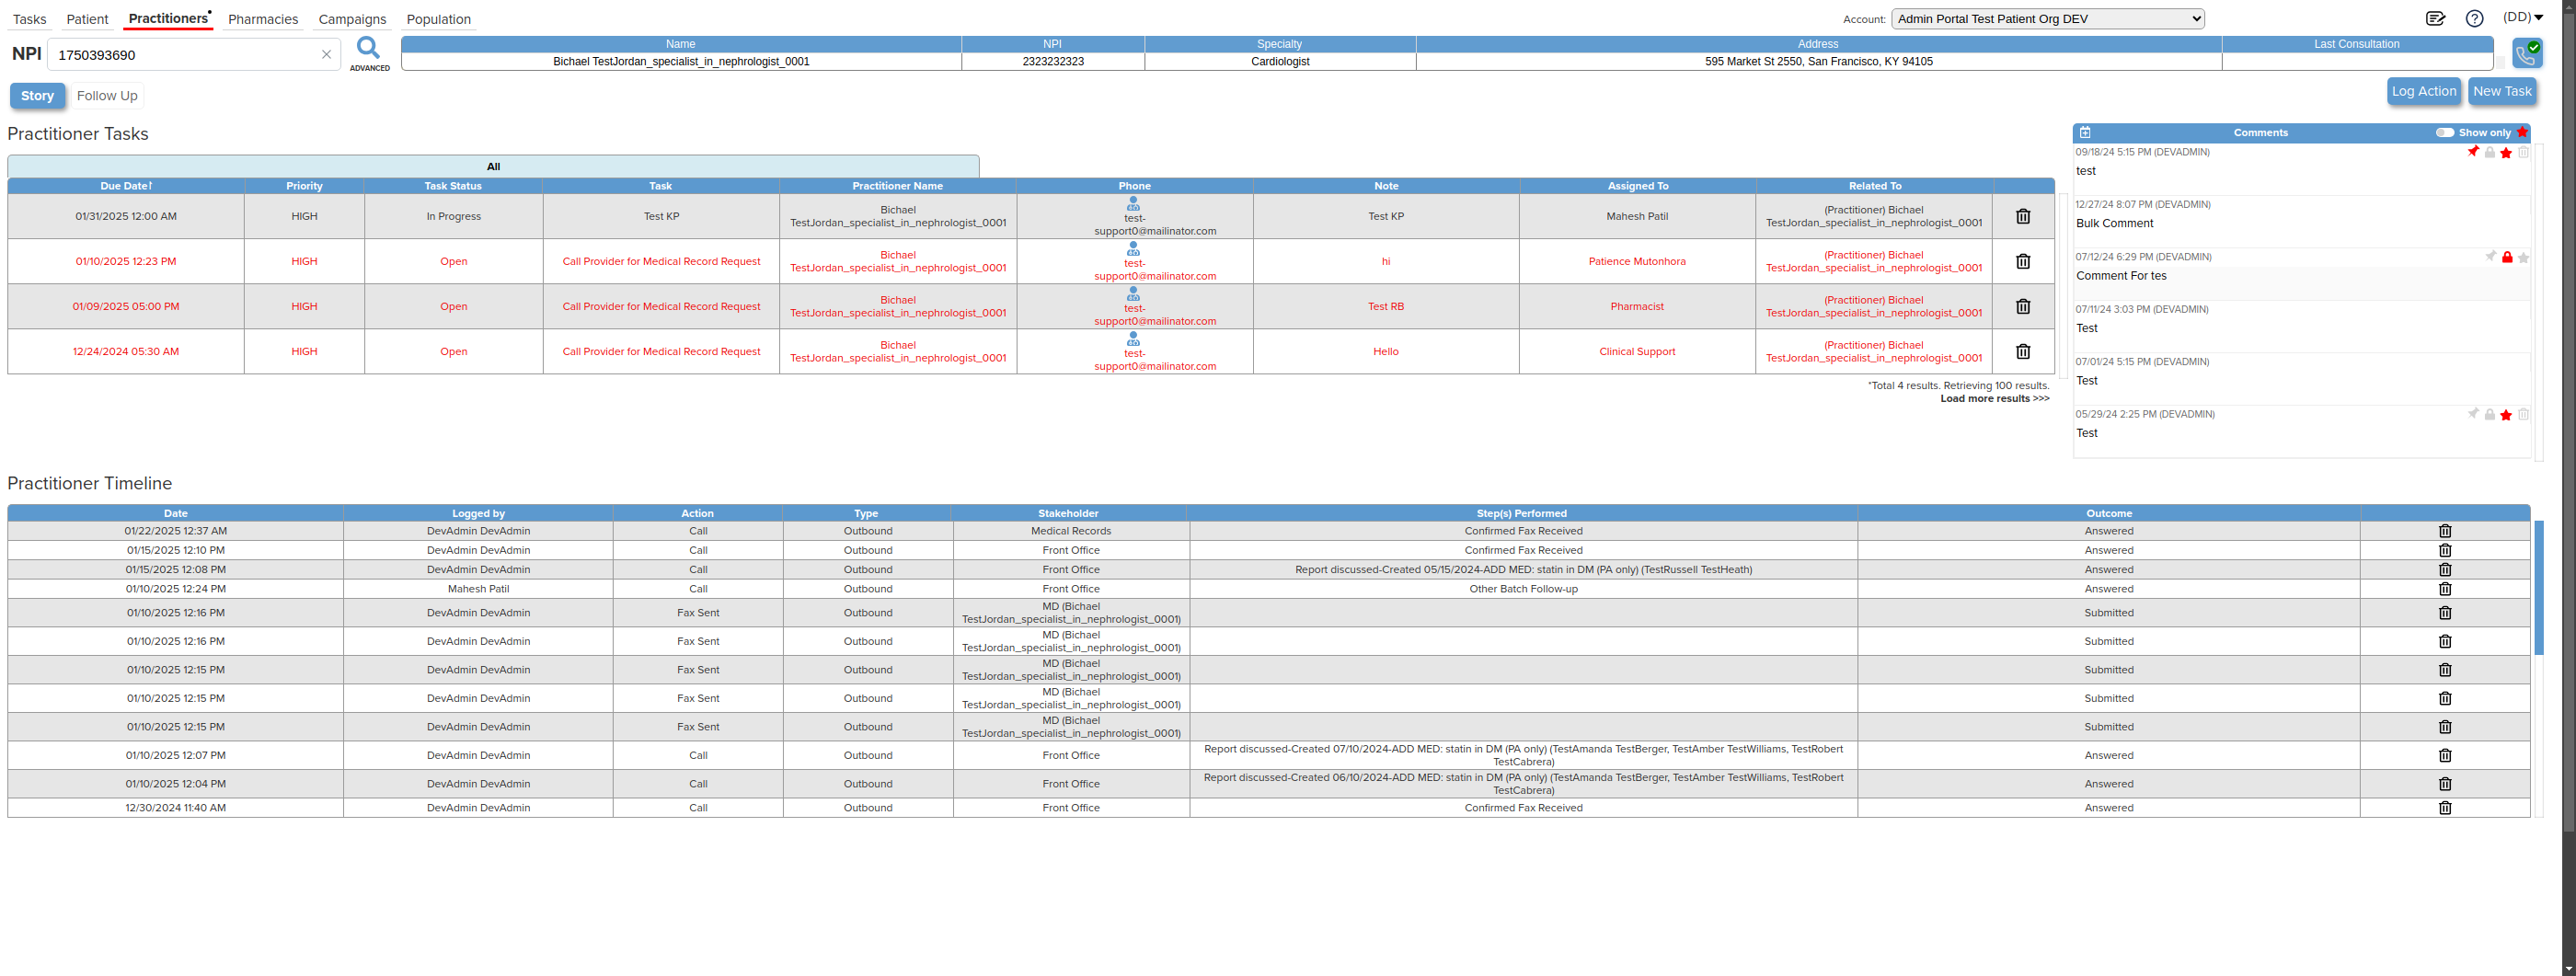 Tasks Patient Practitioners Pharmacies Campaigns Population Account: Admin Portal Test Patient Org DEV (DD)
NPI 1750393690 ADVANCED
Name NPI Specialty Address Last Consultation
Bichael TestJordan_specialist_in_nephrologist_0001 2323232323 Cardiologist 595 Market St 2550, San Francisco, KY 94105
Story Follow Up Log Action New Task
Practitioner Tasks
All
Due Date↑ Priority Task Status Task Practitioner Name Phone Note Assigned To Related To
01/31/2025 12:00 AM HIGH In Progress Test KP Bichael TestJordan_specialist_in_nephrologist_0001 test-support0@mailinator.com Test KP Mahesh Patil (Practitioner) Bichael TestJordan_specialist_in_nephrologist_0001
01/10/2025 12:23 PM HIGH Open Call Provider for Medical Record Request Bichael TestJordan_specialist_in_nephrologist_0001 test-support0@mailinator.com hi Patience Mutonhora (Practitioner) Bichael TestJordan_specialist_in_nephrologist_0001
01/09/2025 05:00 PM HIGH Open Call Provider for Medical Record Request Bichael TestJordan_specialist_in_nephrologist_0001 test-support0@mailinator.com Test RB Pharmacist (Practitioner) Bichael TestJordan_specialist_in_nephrologist_0001
12/24/2024 05:30 AM HIGH Open Call Provider for Medical Record Request Bichael TestJordan_specialist_in_nephrologist_0001 test-support0@mailinator.com Hello Clinical Support (Practitioner) Bichael TestJordan_specialist_in_nephrologist_0001
*Total 4 results. Retrieving 100 results.
Load more results >>>
Comments Show only
09/18/24 5:15 PM (DEVADMIN)
test
12/27/24 8:07 PM (DEVADMIN)
Bulk Comment
07/12/24 6:29 PM (DEVADMIN)
Comment For tes
07/11/24 3:03 PM (DEVADMIN)
Test
07/01/24 5:15 PM (DEVADMIN)
Test
05/29/24 2:25 PM (DEVADMIN)
Test
Practitioner Timeline
Date Logged by Action Type Stakeholder Step(s) Performed Outcome
01/22/2025 12:37 AM DevAdmin DevAdmin Call Outbound Medical Records Confirmed Fax Received Answered
01/15/2025 12:10 PM DevAdmin DevAdmin Call Outbound Front Office Confirmed Fax Received Answered
01/15/2025 12:08 PM DevAdmin DevAdmin Call Outbound Front Office Report discussed-Created 05/15/2024-ADD MED: statin in DM (PA only) (TestRussell TestHeath) Answered
01/10/2025 12:24 PM Mahesh Patil Call Outbound Front Office Other Batch Follow-up Answered
01/10/2025 12:16 PM DevAdmin DevAdmin Fax Sent Outbound MD (Bichael TestJordan_specialist_in_nephrologist_0001) Submitted
01/10/2025 12:16 PM DevAdmin DevAdmin Fax Sent Outbound MD (Bichael TestJordan_specialist_in_nephrologist_0001) Submitted
01/10/2025 12:15 PM DevAdmin DevAdmin Fax Sent Outbound MD (Bichael TestJordan_specialist_in_nephrologist_0001) Submitted
01/10/2025 12:15 PM DevAdmin DevAdmin Fax Sent Outbound MD (Bichael TestJordan_specialist_in_nephrologist_0001) Submitted
01/10/2025 12:15 PM DevAdmin DevAdmin Fax Sent Outbound MD (Bichael TestJordan_specialist_in_nephrologist_0001) Submitted
01/10/2025 12:07 PM DevAdmin DevAdmin Call Outbound Front Office Report discussed-Created 07/10/2024-ADD MED: statin in DM (PA only) (TestAmanda TestBerger, TestAmber TestWilliams, TestRobert TestCabrera) Answered
01/10/2025 12:04 PM DevAdmin DevAdmin Call Outbound Front Office Report discussed-Created 06/10/2024-ADD MED: statin in DM (PA only) (TestAmanda TestBerger, TestAmber TestWilliams, TestRobert TestCabrera) Answered
12/30/2024 11:40 AM DevAdmin DevAdmin Call Outbound Front Office Confirmed Fax Received Answered